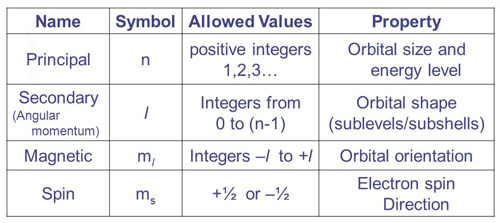 Name Symbol Allowed Values Property
Principal n positive integers
1,2,3… Orbital size and
energy level
Secondary
(Angular
momentum) l Integers from
0 to (n-1) Orbital shape
(sublevels/subshells)
Magnetic mₗ Integers –l to +l Orbital orientation
Spin mₛ +½ or –½ Electron spin
Direction